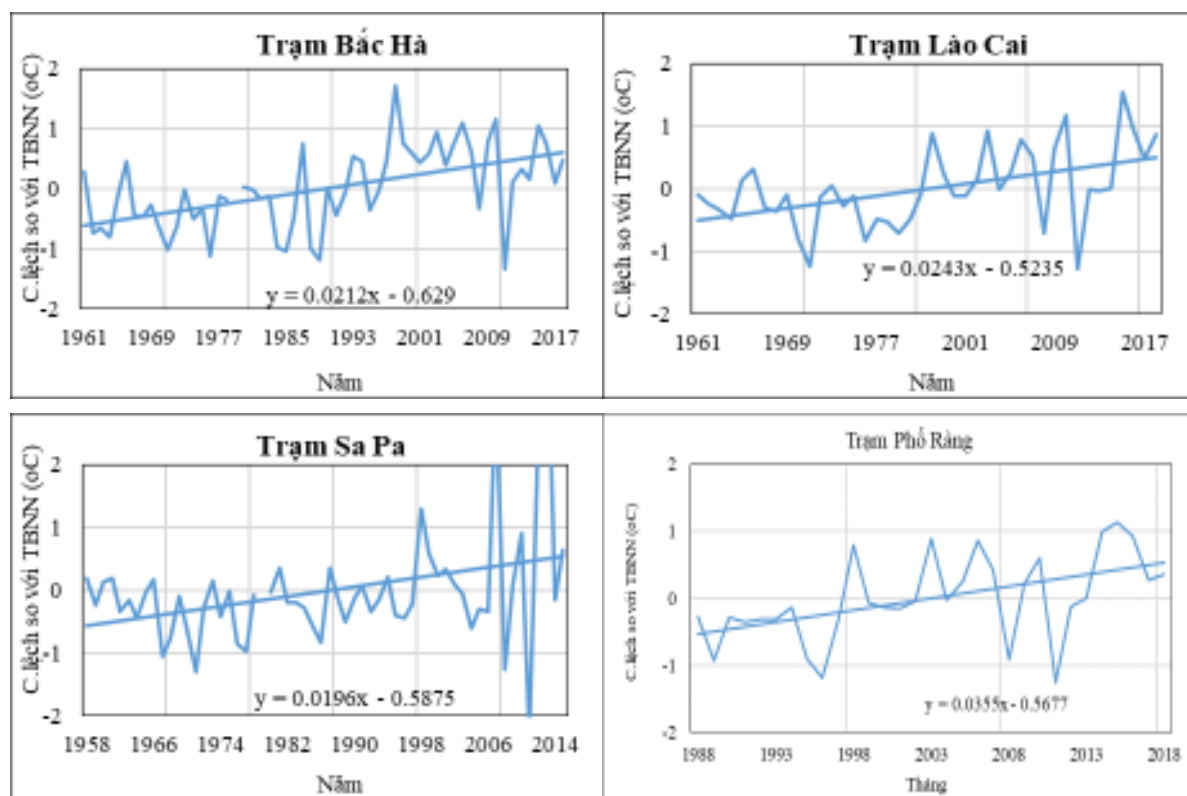 Trạm Bắc Hà
C.lệch so với TBNN (oC)
2
1
0
-1
-2
y = 0.0212x - 0.629
1961 1969 1977 1985 1993 2001 2009 2017
Năm
Trạm Lào Cai
C.lệch so với TBNN (oC)
2
1
0
-1
-2
y = 0.0243x - 0.5235
1961 1969 1977 2001 2009 2017
Năm
Trạm Sa Pa
C.lệch so với TBNN (oC)
2
1
0
-1
-2
y = 0.0196x - 0.5875
1958 1966 1974 1982 1990 1998 2006 2014
Năm
Trạm Phố Ràng
C.lệch so với TBNN (oC)
2
1
0
-1
-2
y = 0.0355x - 0.5677
1988 1993 1998 2003 2008 2013 2018
Tháng